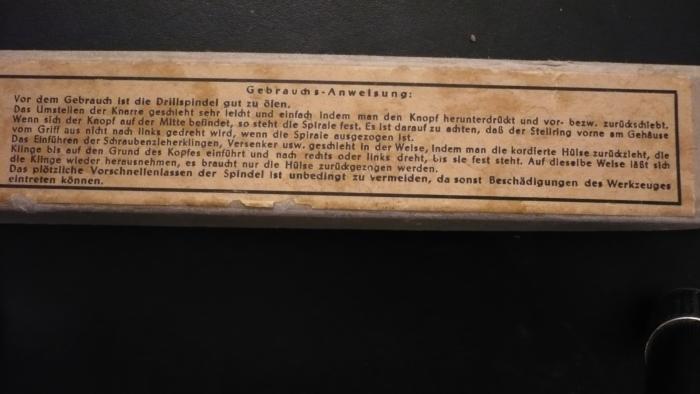 Gebrauchs-Anweisung:
Vor dem Gebrauch ist die Drillspindel gut zu ölen.
Das Umstellen der Knarre geschieht sehr leicht und einfach indem man den Knopf herunterdrückt und vor- bezw. zurückschiebt.
Wenn sich der Knopf auf der Mitte befindet, so steht die Spirale fest. Es ist darauf zu achten, daß der Stellring vorne am Gehäuse
vom Griff aus nicht nach links gedreht wird, wenn die Spirale ausgezogen ist.
Das Einführen der Schraubenzieherklingen, Versenker usw. geschieht in der Weise, indem man die kordierte Hülse zurückzieht, die
Klinge bis auf den Grund des Kopfes einführt und nach rechts oder links dreht, bis sie fest steht. Auf dieselbe Weise läßt sich
die Klinge wieder herausnehmen, es braucht nur die Hülse zurückgezogen werden.
Das plötzliche Vorschnellenlassen der Spindel ist unbedingt zu vermeiden, da sonst Beschädigungen des Werkzeuges
eintreten können.